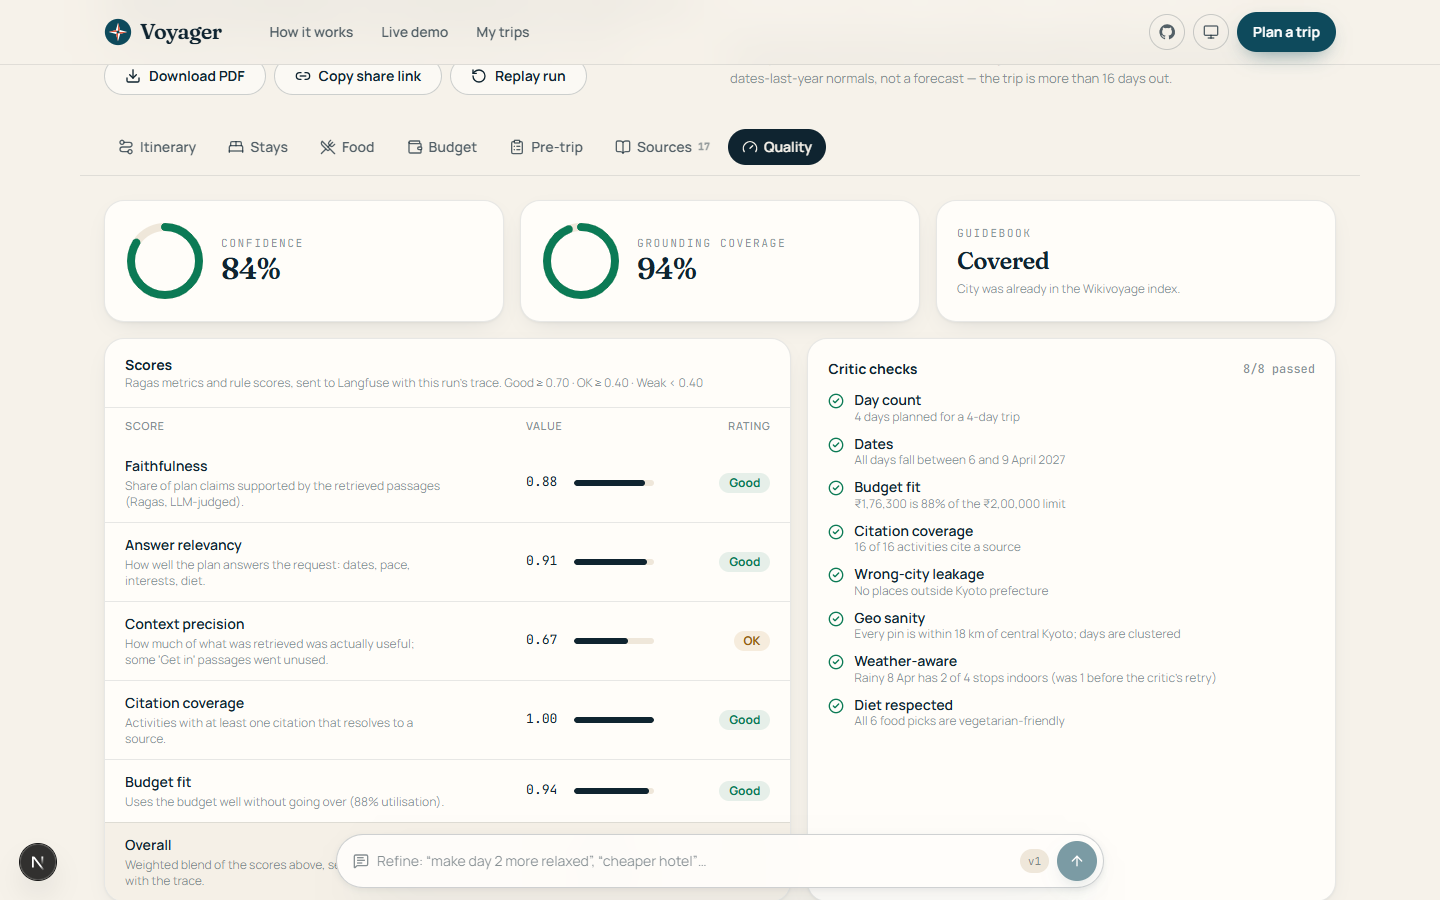 Voyager
How it works
Live demo
My trips
Plan a trip
Download PDF
Copy share link
Replay run
dates-last-year normals, not a forecast — the trip is more than 16 days out.
Itinerary
Stays
Food
Budget
Pre-trip
Sources 17
Quality
CONFIDENCE
84%
GROUNDING COVERAGE
94%
GUIDEBOOK
Covered
City was already in the Wikivoyage index.
Scores
Ragas metrics and rule scores, sent to Langfuse with this run's trace. Good ≥ 0.70 · OK ≥ 0.40 · Weak < 0.40
SCORE
VALUE
RATING
Faithfulness
Share of plan claims supported by the retrieved passages
(Ragas, LLM-judged).
0.88
Good
Answer relevancy
How well the plan answers the request: dates, pace,
interests, diet.
0.91
Good
Context precision
How much of what was retrieved was actually useful;
some 'Get in' passages went unused.
0.67
OK
Citation coverage
Activities with at least one citation that resolves to a
source.
1.00
Good
Budget fit
Uses the budget well without going over (88% utilisation).
0.94
Good
Overall
Weighted blend of the scores above,
with the trace.
Critic checks
8/8 passed
Day count
4 days planned for a 4-day trip
Dates
All days fall between 6 and 9 April 2027
Budget fit
₹1,76,300 is 88% of the ₹2,00,000 limit
Citation coverage
16 of 16 activities cite a source
Wrong-city leakage
No places outside Kyoto prefecture
Geo sanity
Every pin is within 18 km of central Kyoto; days are clustered
Weather-aware
Rainy 8 Apr has 2 of 4 stops indoors (was 1 before the critic's retry)
Diet respected
All 6 food picks are vegetarian-friendly
Refine: “make day 2 more relaxed”, “cheaper hotel”…
v1
N